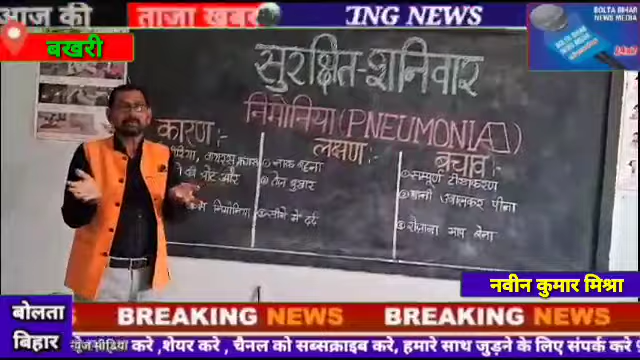 आज की ताजा खबर
ING NEWS
BOLTA BIHAR
NEWS MEDIA
बखरी
सुरक्षित-शनिवार
निमोनिया (PNEUMONIA)
कारण :-
लक्षण :-
बचाव :-
नाक बहना
तेज बुखार
सीने में दर्द
सम्पूर्ण टीकाकरण
पानी उबालकर पीना
रोजाना भाप लेना
नवीन कुमार मिश्रा
बोलता
बिहार
न्यूज मीडिया
BREAKING NEWS BREAKING NEWS
करे ,शेयर करे , चैनल को सब्सक्राइब करे, हमारे साथ जुड़ने के लिए संपर्क करे